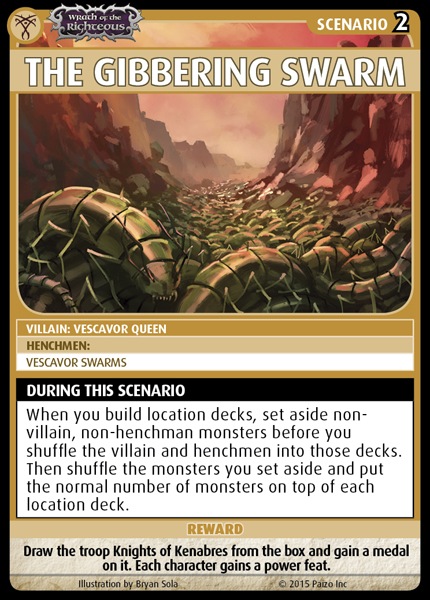 Wrath of the
Righteous
SCENARIO 2
THE GIBBERING SWARM
VILLAIN: VESCAVOR QUEEN
HENCHMEN:
VESCAVOR SWARMS
DURING THIS SCENARIO
When you build location decks, set aside non-
villain, non-henchman monsters before you
shuffle the villain and henchmen into those decks.
Then shuffle the monsters you set aside and put
the normal number of monsters on top of each
location deck.
REWARD
Draw the troop Knights of Kenabres from the box and gain a medal
on it. Each character gains a power feat.
Illustration by Bryan Sola © 2015 Paizo Inc